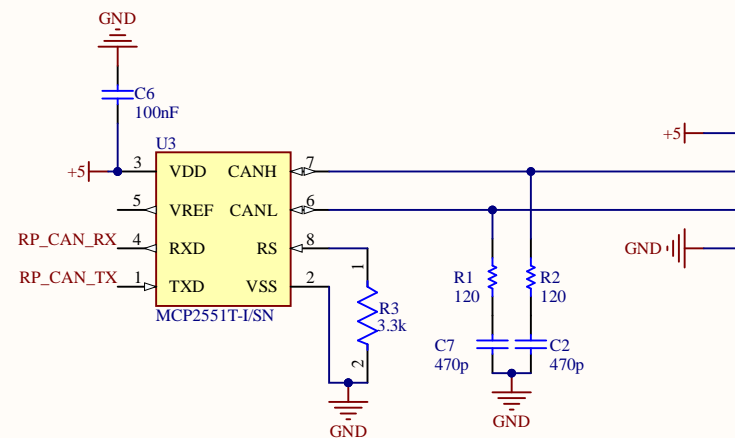 GND
C6
100nF
+5
U3
+5
3
VDD
CANH
7
5
VREF
CANL
6
RP_CAN_RX
4
RXD
RS
8
GND
RP_CAN_TX
1
TXD
VSS
2
MCP2551T-I/SN
1
R3
3.3k
2
R1
120
R2
120
C7
470p
C2
470p
GND
GND